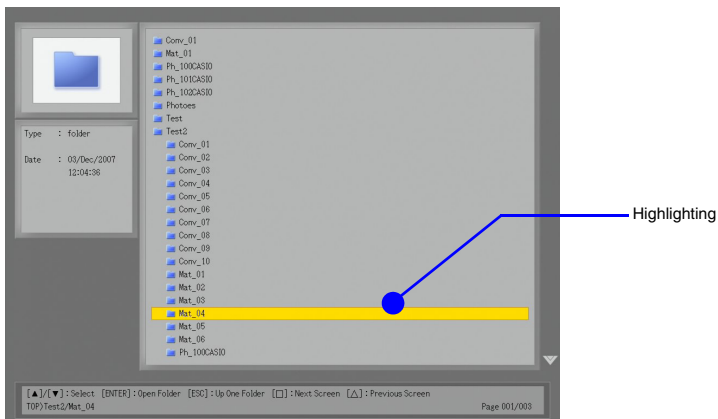 Conv_01
Mat_01
Ph_100CASIO
Ph_101CASIO
Ph_102CASIO
Photoes
Test
Test2
Conv_01
Conv_02
Conv_03
Conv_04
Conv_05
Conv_06
Conv_07
Conv_08
Conv_09
Conv_10
Mat_01
Mat_02
Mat_03
Mat_04
Mat_05
Mat_06
Ph_100CASIO
Type : folder
Date : 03/Dec/2007
12:04:36
Highlighting
[▲]/[▼]:Select [ENTER]:Open Folder [ESC]:Up One Folder [□]:Next Screen [△]:Previous Screen
TOP)Test2/Mat_04 Page 001/003